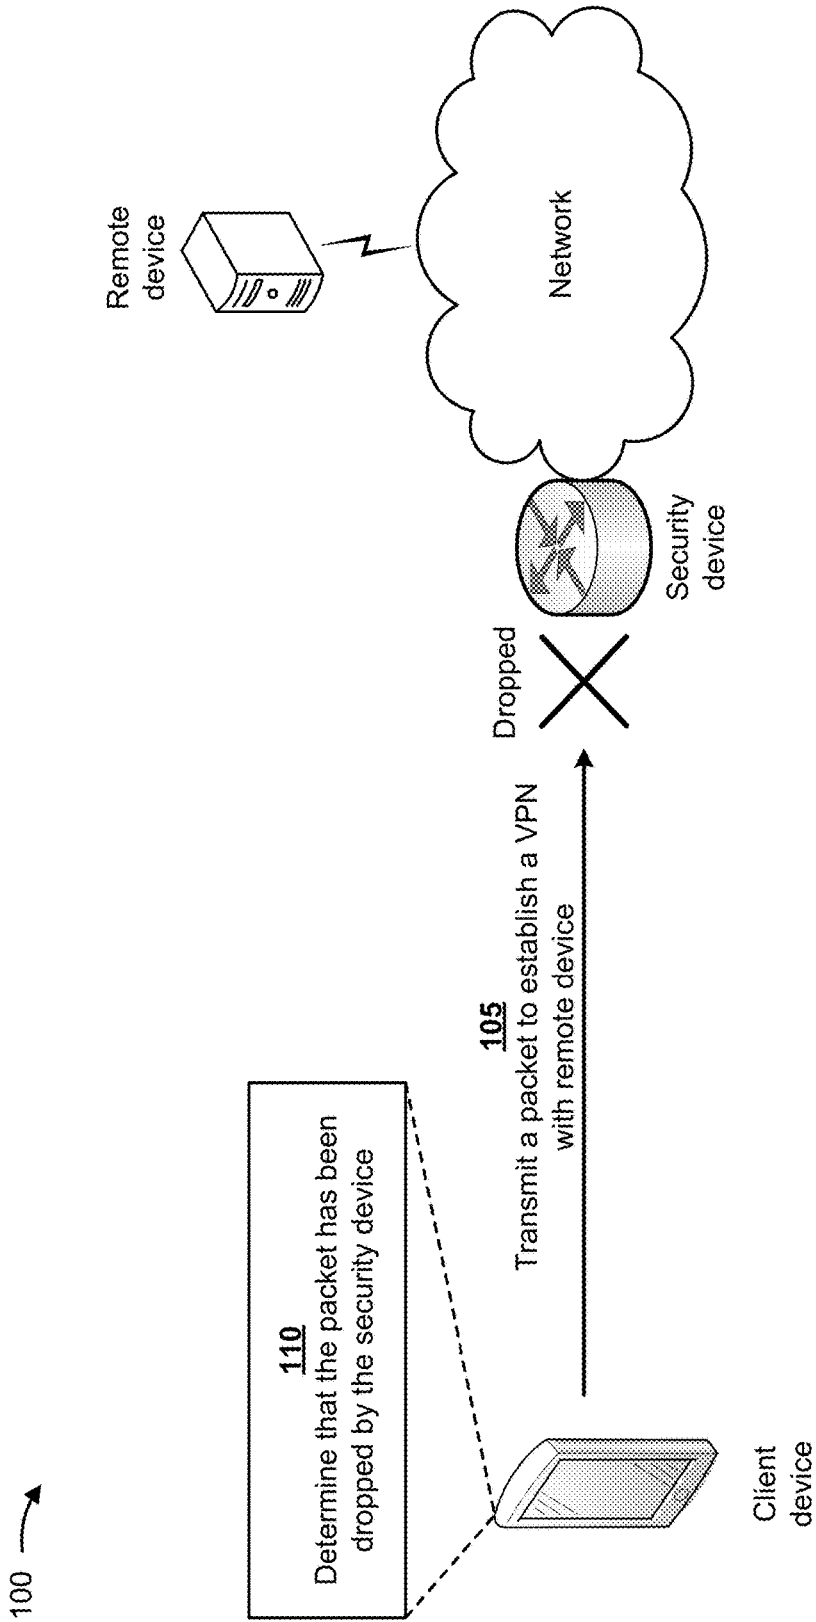 100
110
Determine that the packet has been
dropped by the security device
105
Transmit a packet to establish a VPN
with remote device
Dropped
Remote
device
Network
Security
device
Client
device